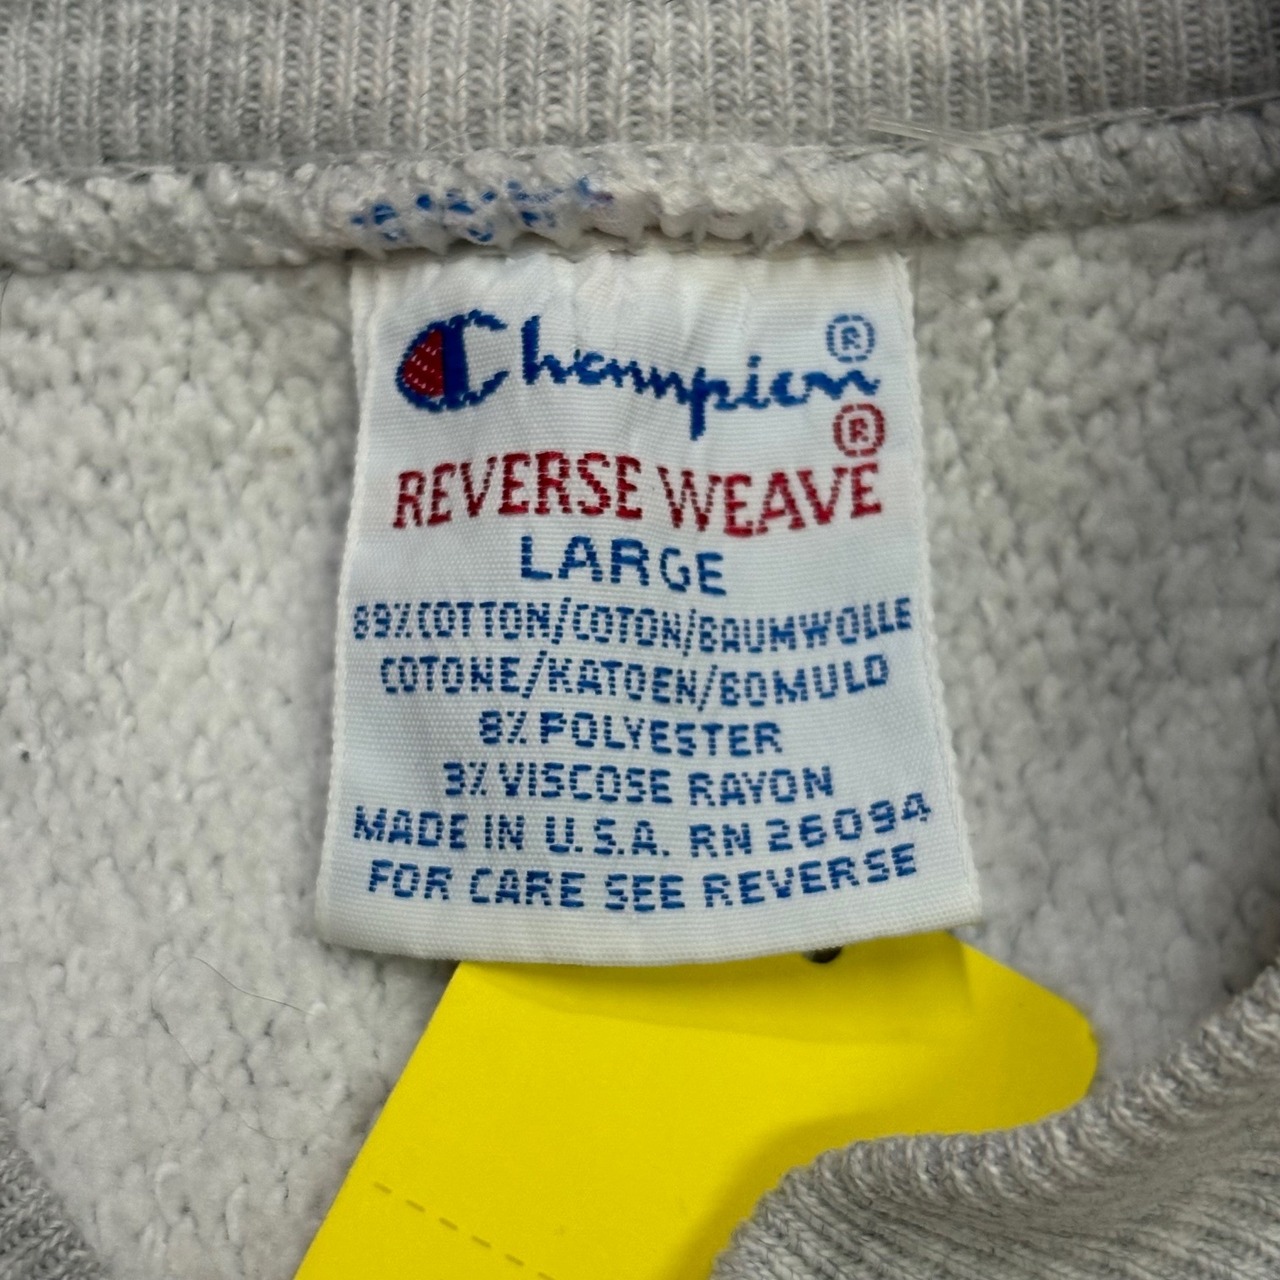 Champion®
®
REVERSE WEAVE
LARGE
89% COTTON/COTON/BAUMWOLLE
COTONE/KATOEN/BOMULD
8% POLYESTER
3% VISCOSE RAYON
MADE IN U.S.A. RN 26094
FOR CARE SEE REVERSE